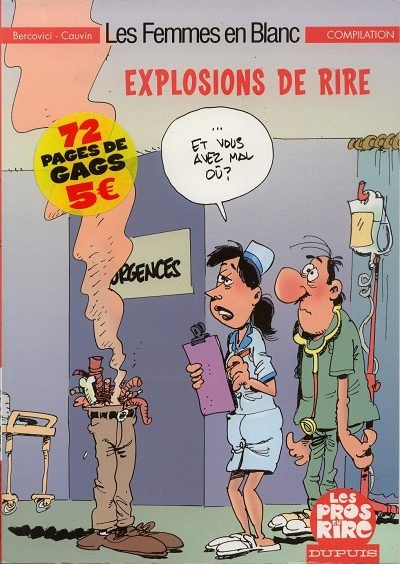 Bercovici - Cauvin
Les Femmes en Blanc
COMPILATION
EXPLOSIONS DE RIRE
72
PAGES DE
GAGS
5€
...
ET VOUS
AVEZ MAL
OÙ?
URGENCES
LES
PROS
DU
RIRE
DUPUIS